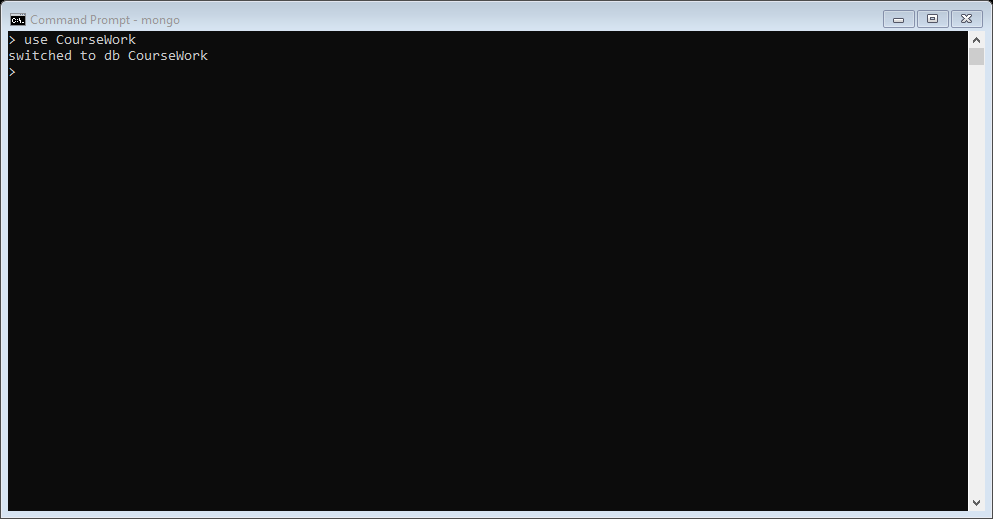 C:\.
Command Prompt - mongo
> use CourseWork
switched to db CourseWork
>